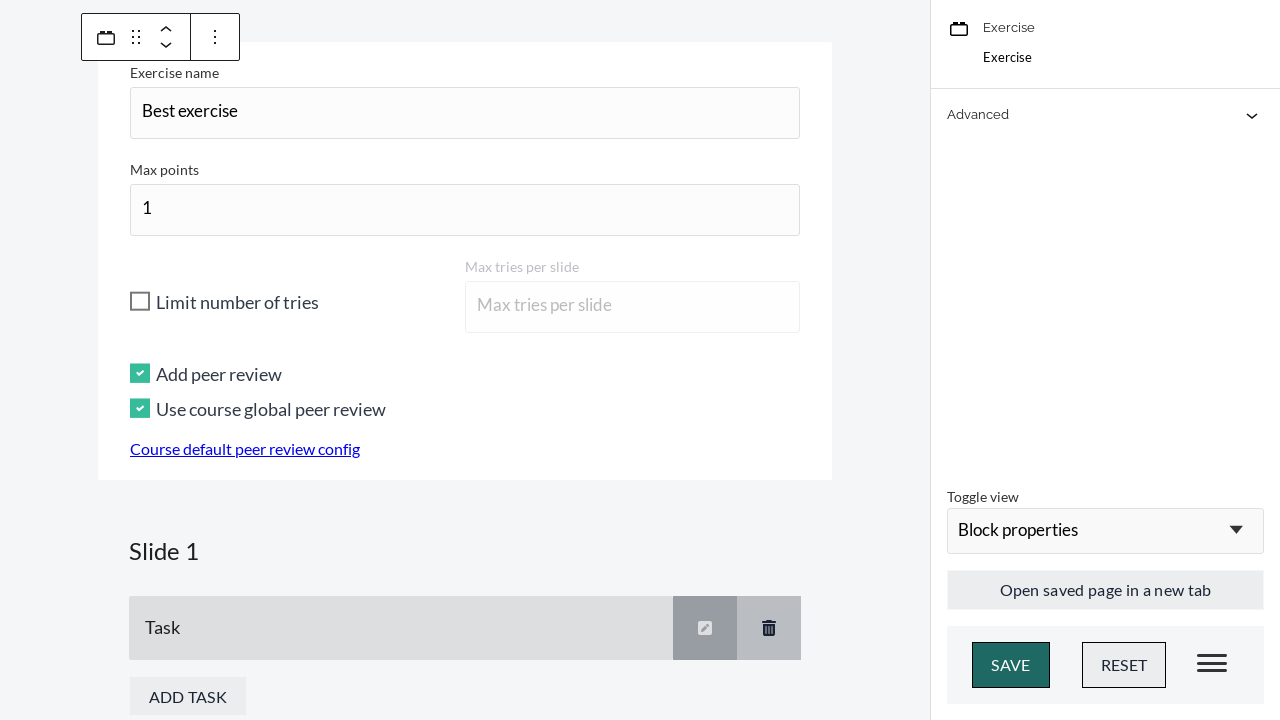 Exercise name
Best exercise
Max points
1
Max tries per slide
Limit number of tries
Max tries per slide
Add peer review
Use course global peer review
Course default peer review config
Slide 1
Task
ADD TASK
Exercise
Exercise
Advanced
Toggle view
Block properties
Open saved page in a new tab
SAVE
RESET